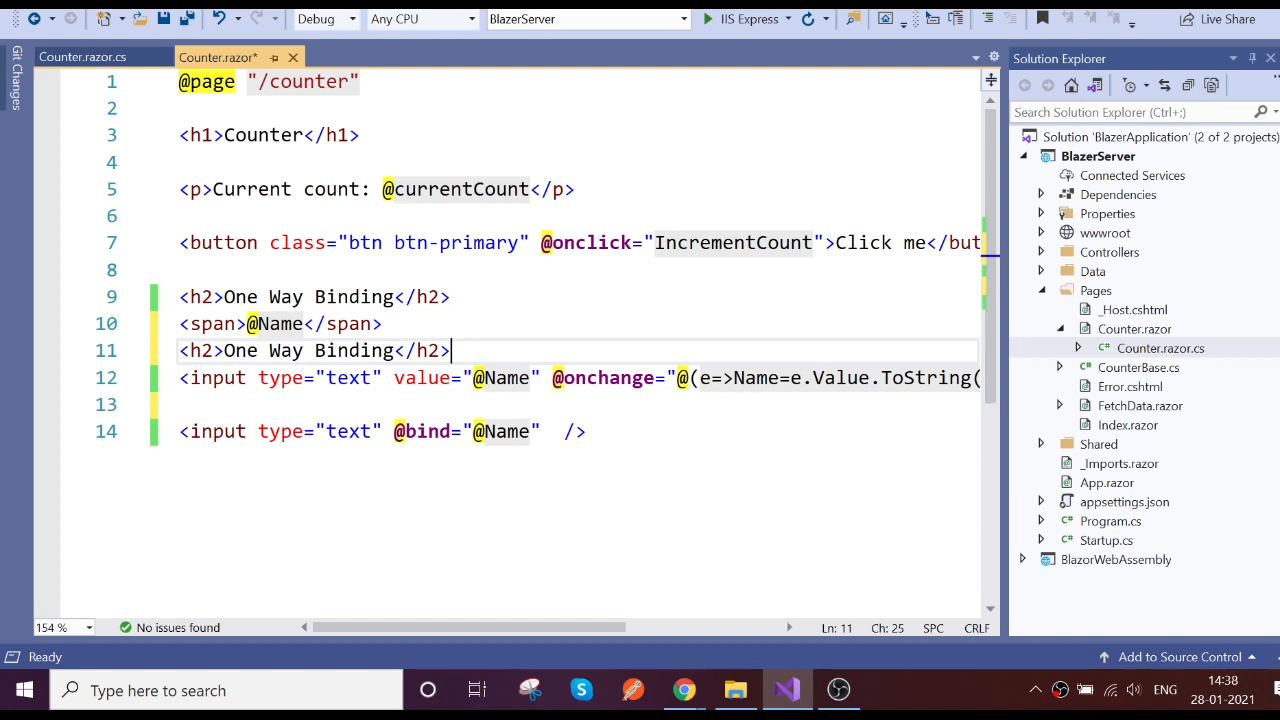 Debug
Any CPU
BlazerServer
IIS Express
Live Share
Git Changes
Counter.razor.cs
Counter.razor*
1 @page "/counter"
2
3 <h1>Counter</h1>
4
5 <p>Current count: @currentCount</p>
6
7 <button class="btn btn-primary" @onclick="IncrementCount">Click me</but
8
9 <h2>One Way Binding</h2>
10 <span>@Name</span>
11 <h2>One Way Binding</h2>
12 <input type="text" value="@Name" @onchange="@(e=>Name=e.Value.ToString(
13
14 <input type="text" @bind="@Name"  />
154 %
No issues found
Ln: 11
Ch: 25
SPC
CRLF
Solution Explorer
Search Solution Explorer (Ctrl+;)
Solution 'BlazerApplication' (2 of 2 projects)
BlazerServer
Connected Services
Dependencies
Properties
wwwroot
Controllers
Data
Pages
_Host.cshtml
Counter.razor
Counter.razor.cs
CounterBase.cs
Error.cshtml
FetchData.razor
Index.razor
Shared
_Imports.razor
App.razor
appsettings.json
Program.cs
Startup.cs
BlazorWebAssembly
Ready
Add to Source Control
Type here to search
ENG
14:38
28-01-2021